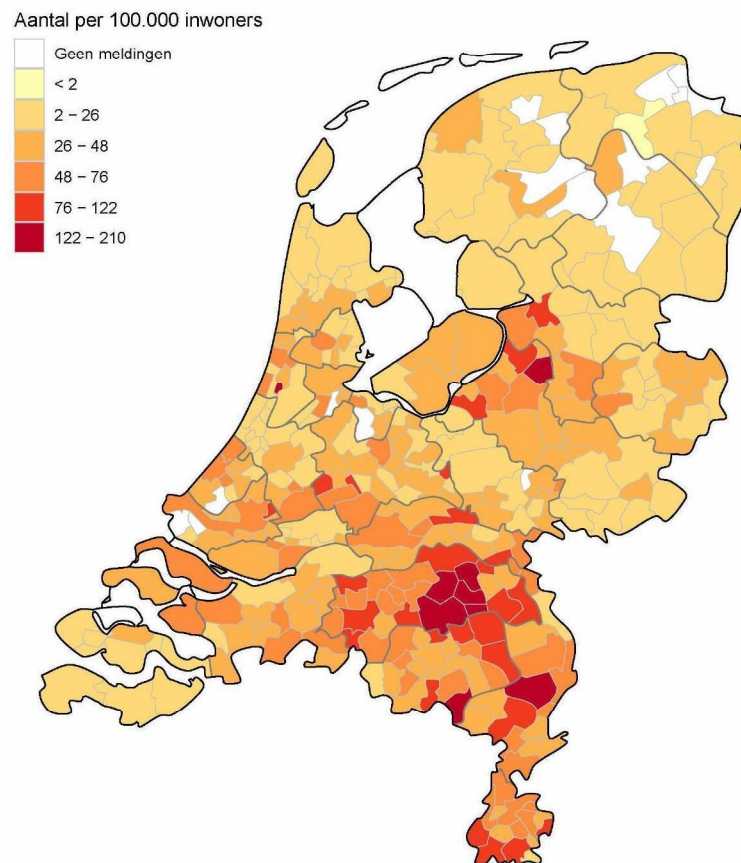 Aantal per 100.000 inwoners
Geen meldingen
< 2
2 – 26
26 – 48
48 – 76
76 – 122
122 – 210